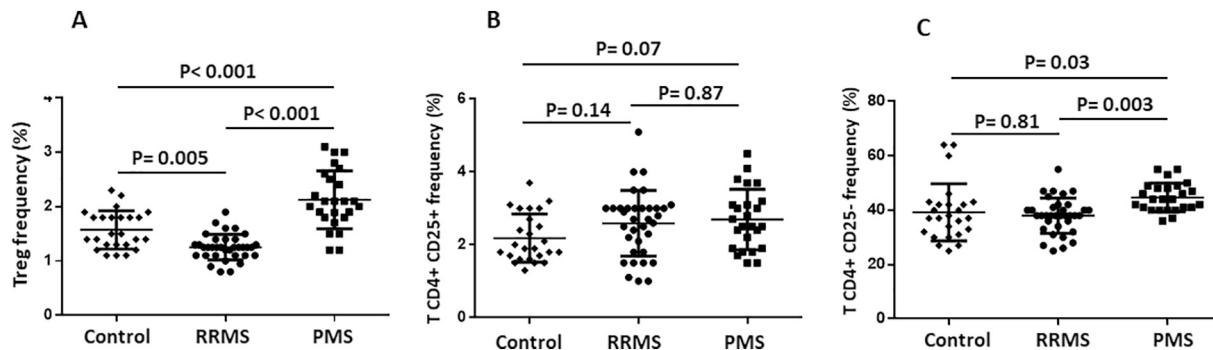 A
P< 0.001
P< 0.001
P= 0.005
Treg frequency (%)
4
3
2
1
0
Control RRMS PMS
B
P= 0.07
P= 0.87
P= 0.14
T CD4+ CD25+ frequency (%)
6
4
2
0
Control RRMS PMS
C
P= 0.03
P= 0.003
P= 0.81
T CD4+ CD25- frequency (%)
80
60
40
20
0
Control RRMS PMS